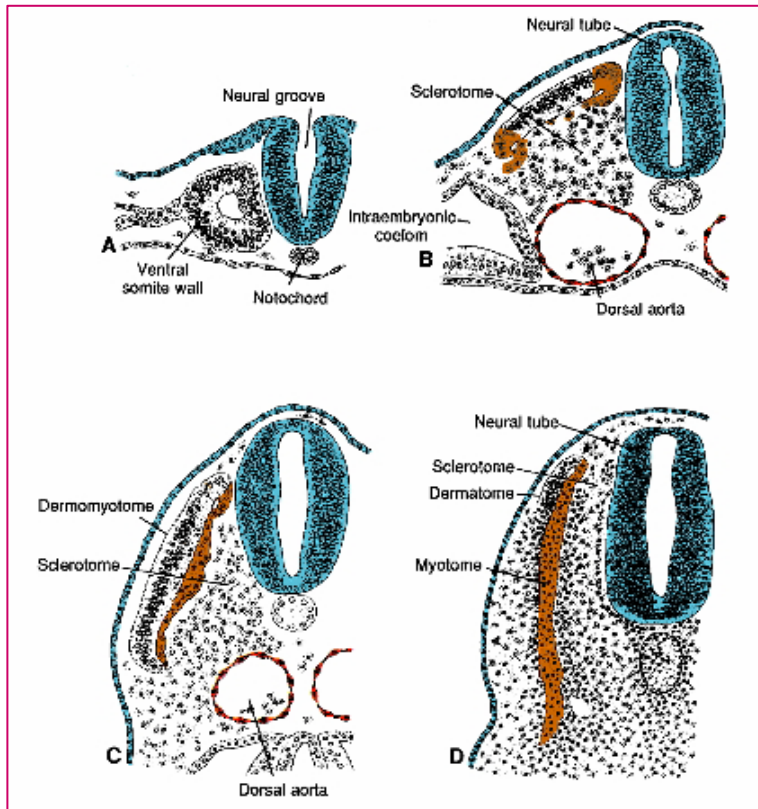 Neural groove
A
Ventral
somite wall
Notochord
Neural tube
Sclerotome
Intraembryonic
coelom
B
Dorsal aorta
Dermomyotome
Sclerotome
C
Dorsal aorta
Neural tube
Sclerotome
Dermatome
Myotome
D